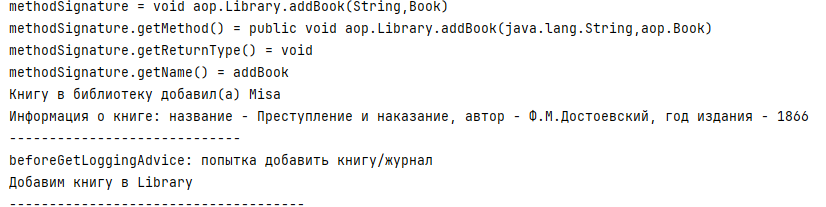 methodSignature = void aop.Library.addBook(String,Book)
methodSignature.getMethod() = public void aop.Library.addBook(java.lang.String,aop.Book)
methodSignature.getReturnType() = void
methodSignature.getName() = addBook
Книгу в библиотеку добавил(а) Misa
Информация о книге: название - Преступление и наказание, автор - Ф.М.Достоевский, год издания - 1866
-----------------------------
beforeGetLoggingAdvice: попытка добавить книгу/журнал
Добавим книгу в Library
-------------------------------------